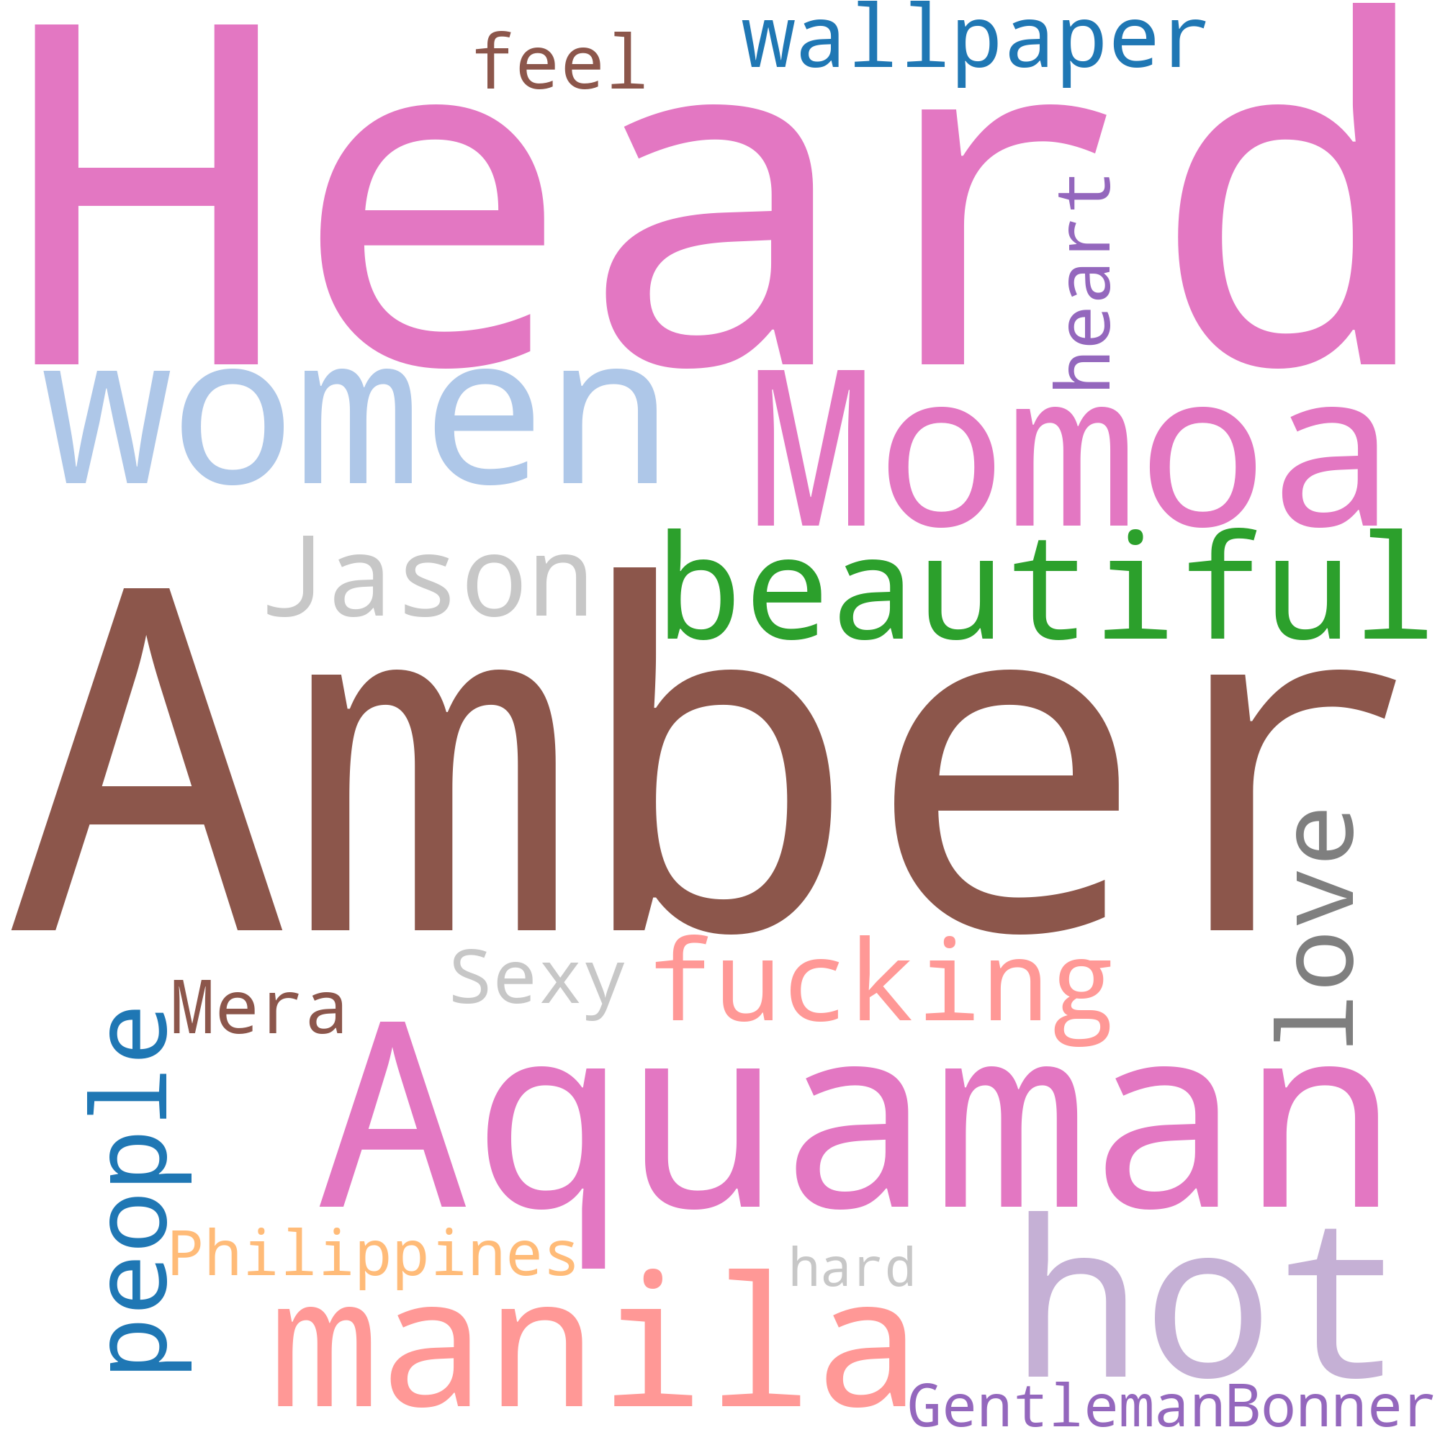 wallpaper
feel
Heard
heart
women
Momoa
Jason
beautiful
Amber
love
Sexy
fucking
Mera
people
Aquaman
Philippines
hard
hot
manila
GentlemanBonner